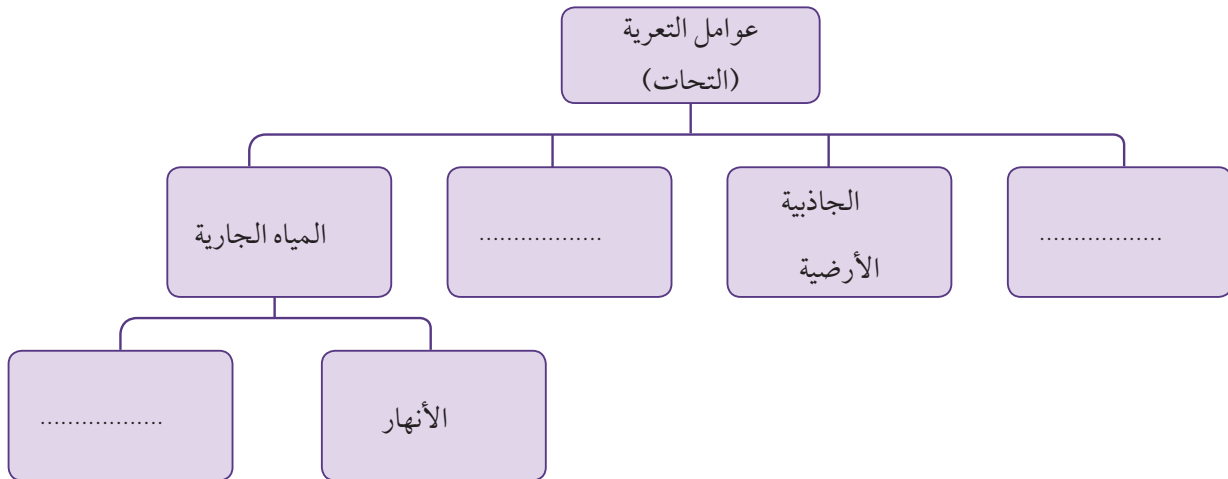 عوامل التعرية
(التحات)
..................
الجاذبية
الأرضية
..................
المياه الجارية
الأنهار
..................